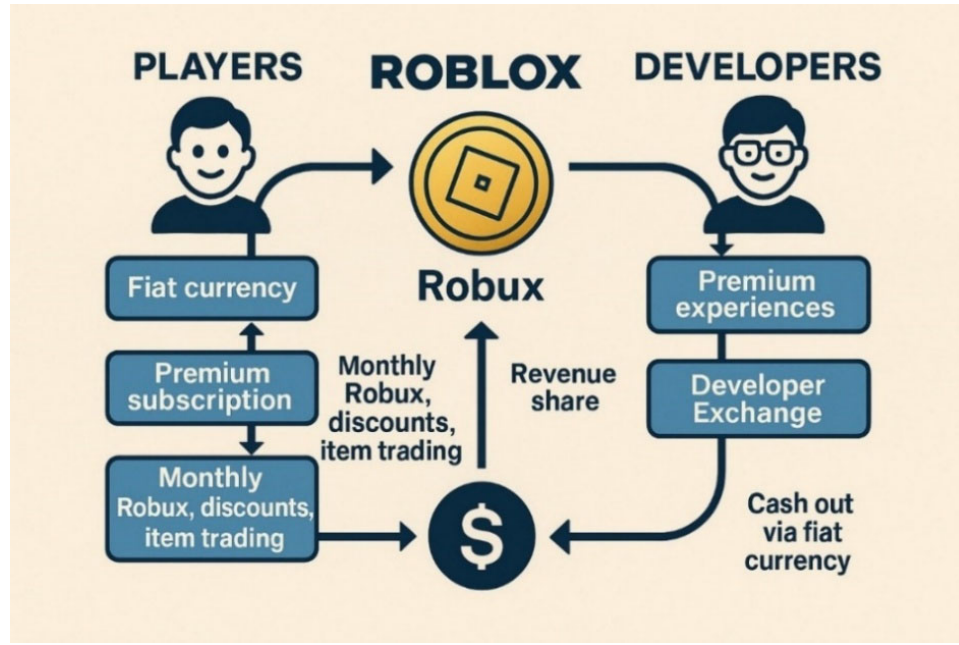 PLAYERS
ROBLOX
DEVELOPERS
Fiat currency
Premium
subscription
Monthly
Robux, discounts,
item trading
Robux
Monthly
Robux,
discounts,
item trading
Revenue
share
$
Premium
experiences
Developer
Exchange
Cash out
via fiat
currency